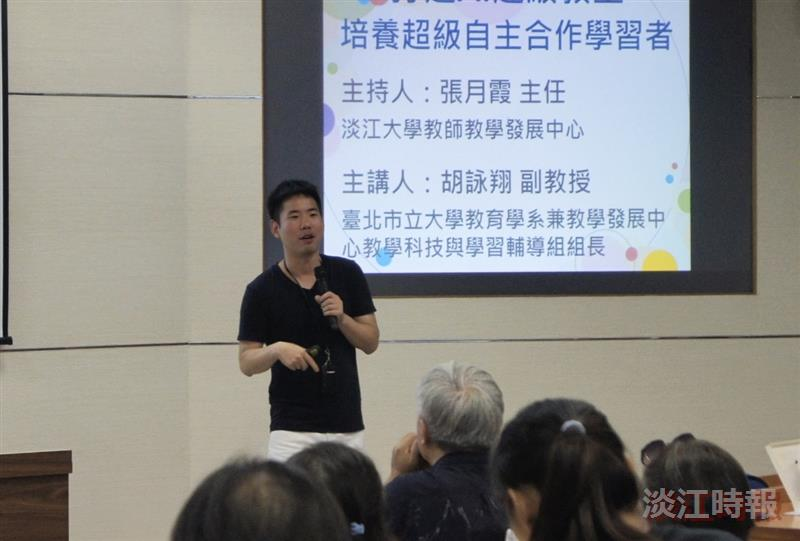 培養超級自主合作學習者
主持人：張月霞 主任
淡江大學教師教學發展中心
主講人：胡詠翔 副教授
臺北市立大學教育學系兼教學發展中
心教學科技與學習輔導組組長
淡江時報